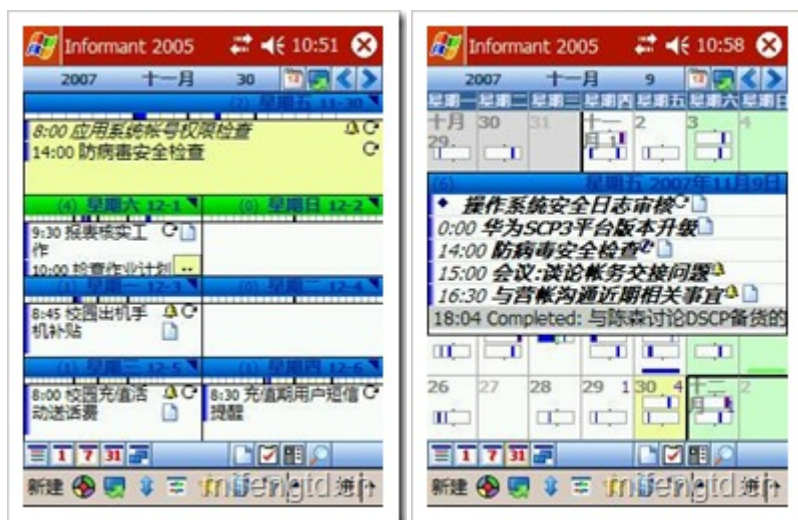 Informant 2005 10:51
2007 十一月 30
(2) 星期五 11-30
8:00 应用系统帐号权限检查
14:00 防病毒安全检查
(4) 星期六 12-1 (0) 星期日 12-2
9:30 报表核实工
作
10:00 检查作业计划
(1) 星期一 12-3 (0) 星期二 12-4
8:45 校园出机手
机补贴
(1) 星期三 12-5 (1) 星期四 12-6
8:00 校园充值活
动送话费
8:30 充值期用户短信
提醒
1 7 31
新建
Informant 2005 10:58
2007 十一月 9
星期一 星期二 星期三 星期四 星期五 星期六 星期日
十月 30 31 十一 2 3 4
29 月 1
(6) 星期五 2007年11月9日
操作系统安全日志审核
0:00 华为SCP3平台版本升级
14:00 防病毒安全检查
15:00 会议:谈论帐务交接问题
16:30 与营帐沟通近期相关事宜
18:04 Completed: 与陈森讨论DSCP备货的
26 27 28 29 1 30 4 十二 2
月
1 7 31
新建
mifengtd.cn